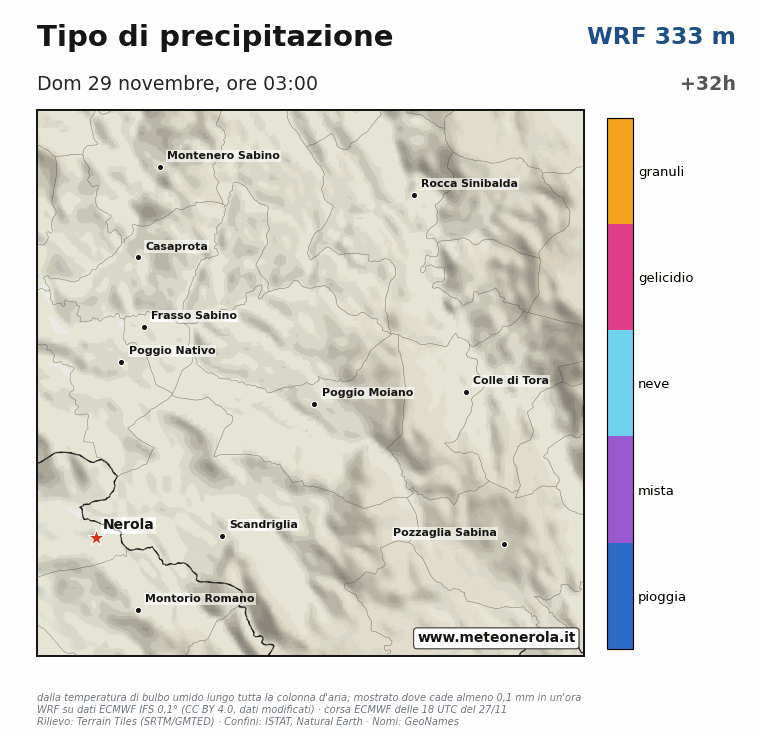 Tipo di precipitazione
WRF 333 m
Dom 29 novembre, ore 03:00
+32h
Montenero Sabino
Rocca Sinibalda
Casaprota
Frasso Sabino
Poggio Nativo
Poggio Moiano
Colle di Tora
Nerola
Scandriglia
Pozzaglia Sabina
Montorio Romano
www.meteonerola.it
granuli
gelicidio
neve
mista
pioggia
dalla temperatura di bulbo umido lungo tutta la colonna d'aria; mostrato dove cade almeno 0,1 mm in un'ora
WRF su dati ECMWF IFS 0,1° (CC BY 4.0, dati modificati) · corsa ECMWF delle 18 UTC del 27/11
Rilievo: Terrain Tiles (SRTM/GMTED) · Confini: ISTAT, Natural Earth · Nomi: GeoNames